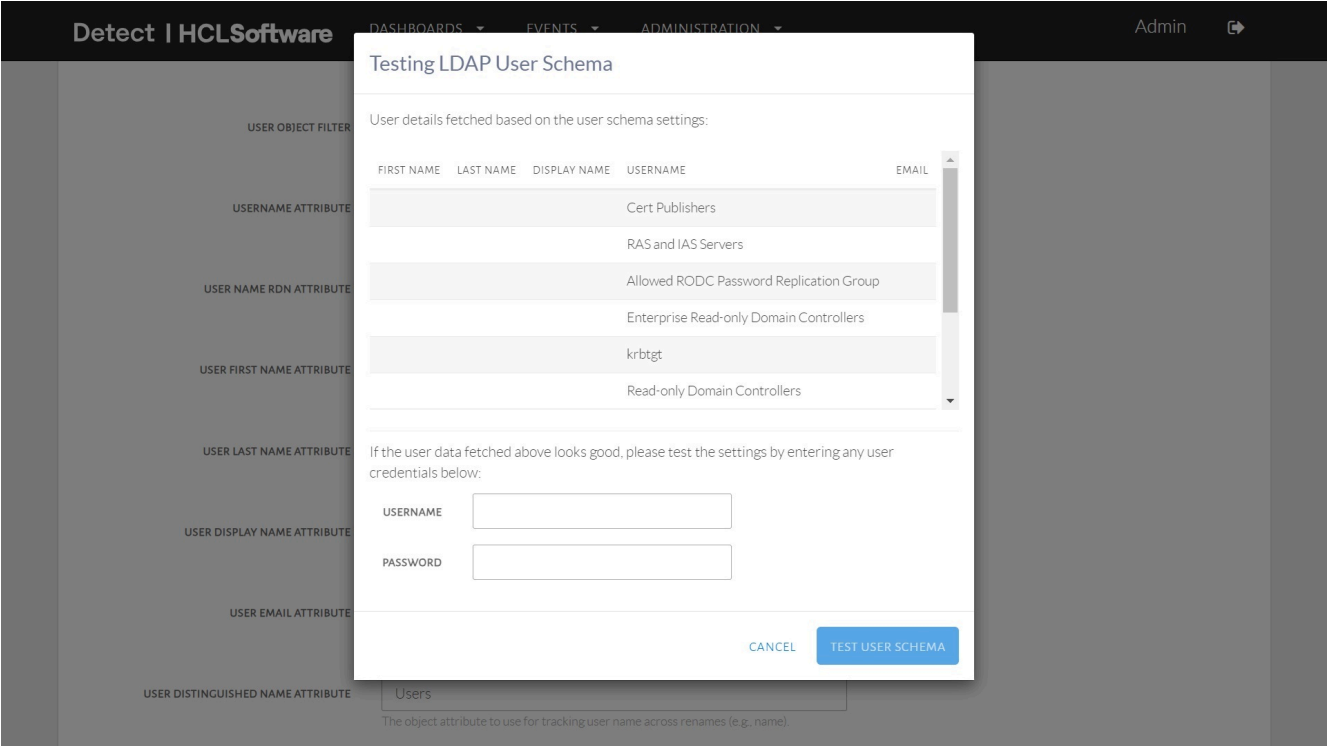 Detect | HCLSoftware
DASHBOARDS EVENTS ADMINISTRATION
Admin
Testing LDAP User Schema
User details fetched based on the user schema settings:
FIRST NAME LAST NAME DISPLAY NAME USERNAME EMAIL
Cert Publishers
RAS and IAS Servers
Allowed RODC Password Replication Group
Enterprise Read-only Domain Controllers
krbtgt
Read-only Domain Controllers
If the user data fetched above looks good, please test the settings by entering any user
credentials below:
USERNAME
PASSWORD
CANCEL TEST USER SCHEMA
USER OBJECT FILTER
USERNAME ATTRIBUTE
USER NAME RDN ATTRIBUTE
USER FIRST NAME ATTRIBUTE
USER LAST NAME ATTRIBUTE
USER DISPLAY NAME ATTRIBUTE
USER EMAIL ATTRIBUTE
USER DISTINGUISHED NAME ATTRIBUTE Users
The object attribute to use for tracking user name across renames (e.g., name).